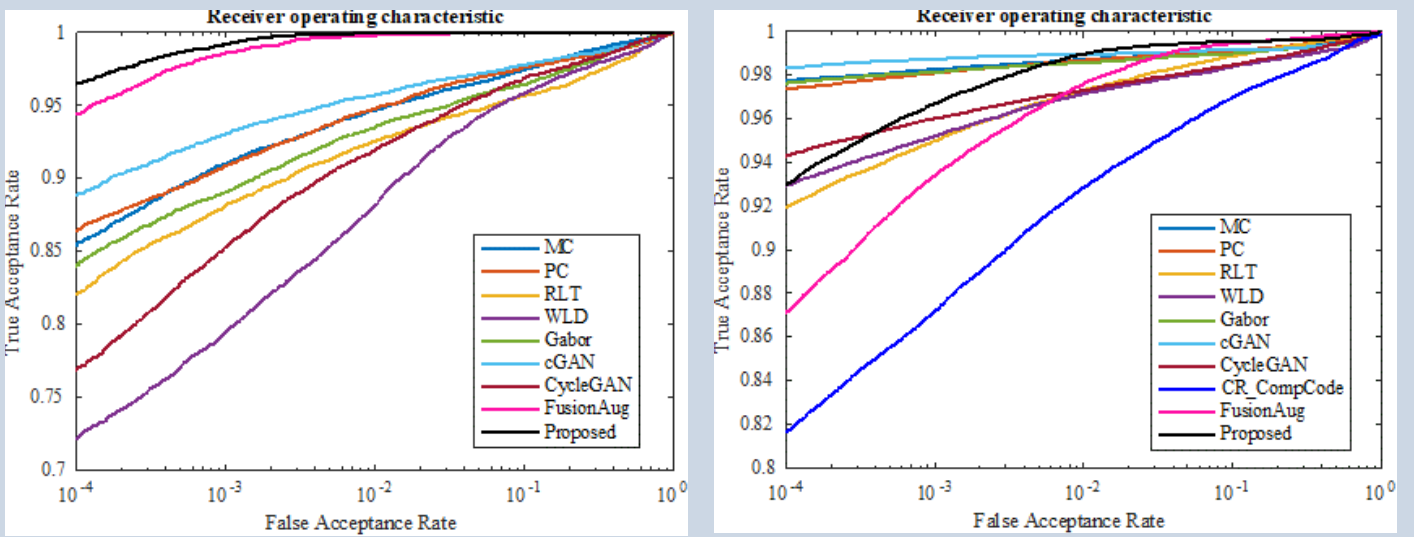 Receiver operating characteristic
1
0.95
0.9
0.85
0.8
0.75
0.7
True Acceptance Rate
MC
PC
RLT
WLD
Gabor
cGAN
CycleGAN
FusionAug
Proposed
10^-4 10^-3 10^-2 10^-1 10^0
False Acceptance Rate
Receiver operating characteristic
1
0.98
0.96
0.94
0.92
0.9
0.88
0.86
0.84
0.82
0.8
True Acceptance Rate
MC
PC
RLT
WLD
Gabor
cGAN
CycleGAN
CR_CompCode
FusionAug
Proposed
10^-4 10^-3 10^-2 10^-1 10^0
False Acceptance Rate